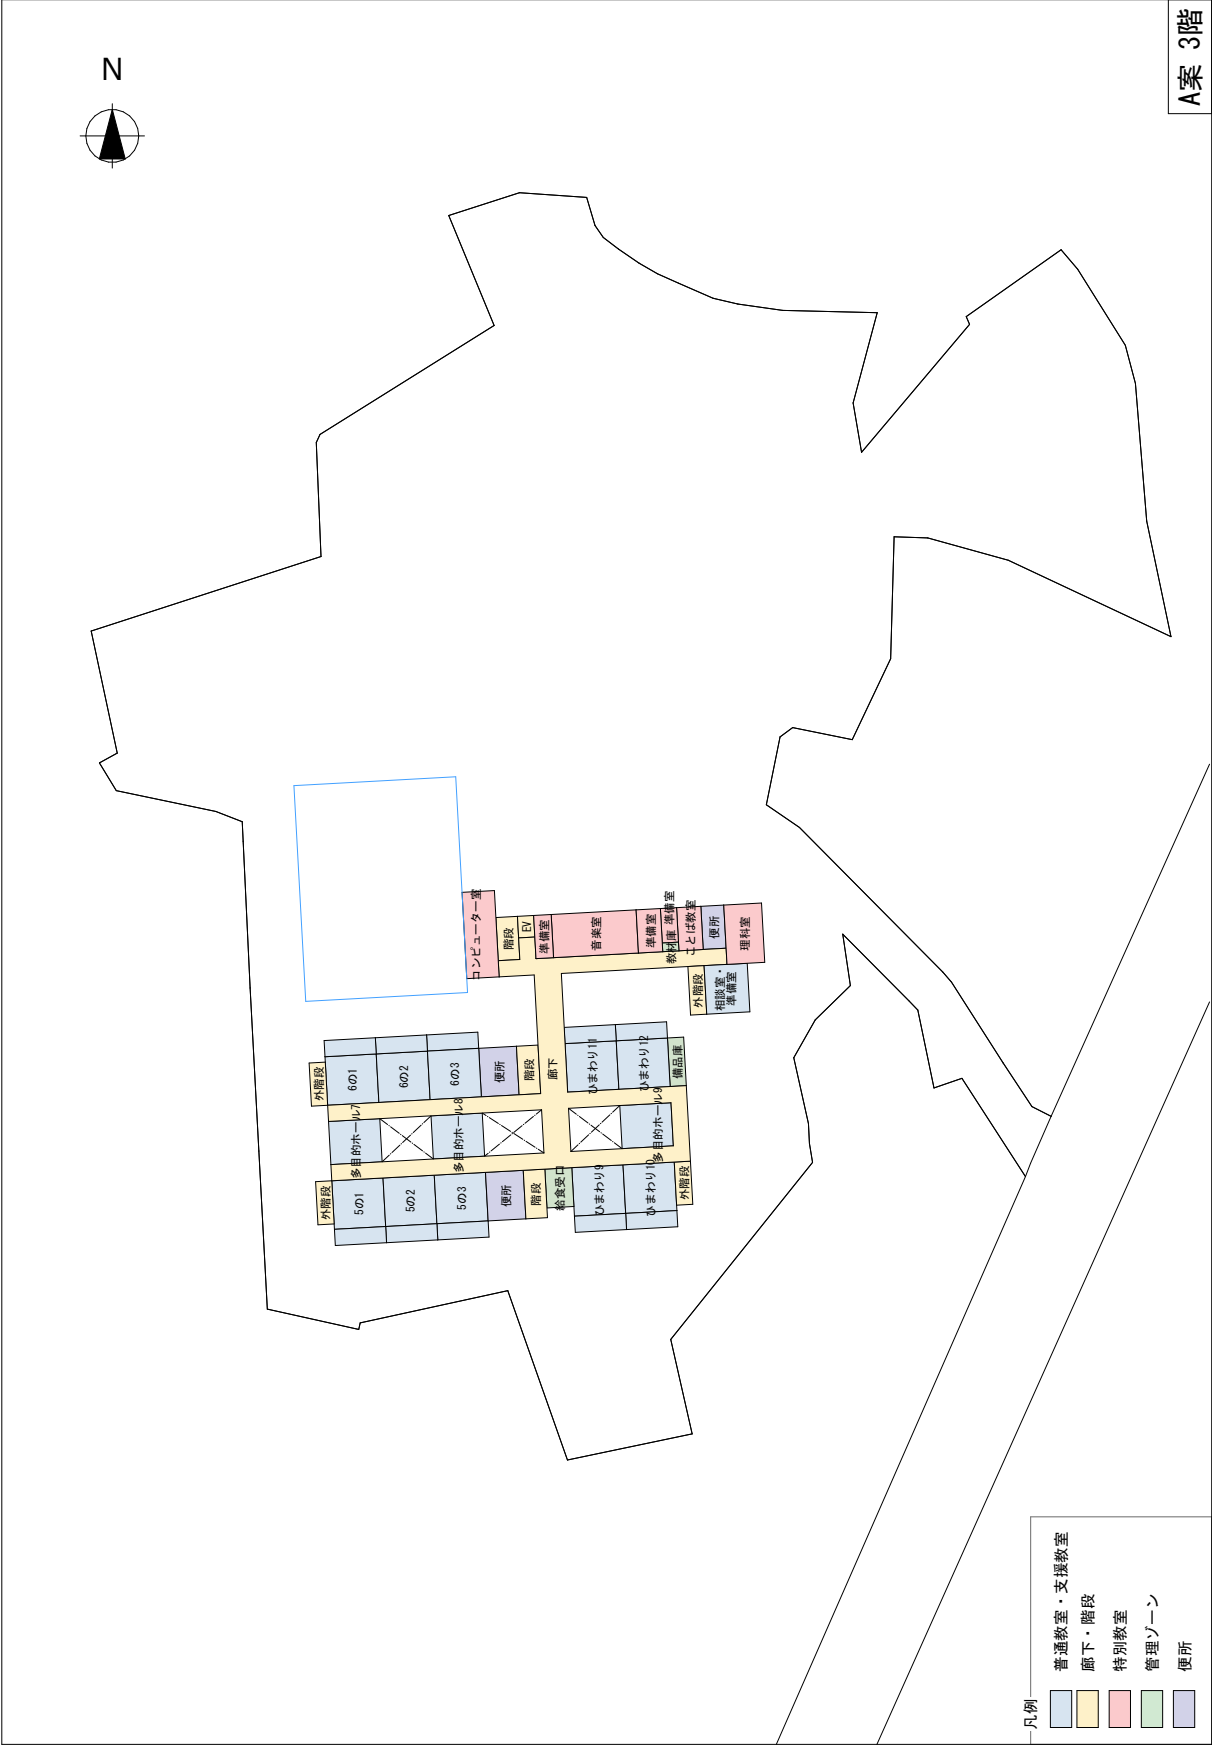 A案 3階
N
コンピューター室
階段
EV
準備室
音楽室
準備室
教材庫
準備室
ことば教室
便所
理科室
外階段
相談室・
準備室
外階段
6の1
6の2
6の3
便所
階段
廊下
ひまわり11
ひまわり12
備品庫
多目的ホール7
多目的ホール8
多目的ホール9
外階段
5の1
5の2
5の3
便所
階段
給食受口
ひまわり9
ひまわり10
外階段
凡例
普通教室・支援教室
廊下・階段
特別教室
管理ゾーン
便所